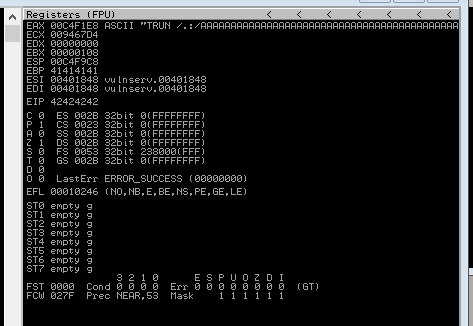 Registers (FPU) < < < < < <
EAX 00C4F1E8 ASCII "TRUN /.:/AAAAAAAAAAAAAAAAAAAAAAAAAAAAAAAAAAAA
ECX 009467D4
EDX 00000000
EBX 00000108
ESP 00C4F9C8
EBP 41414141
ESI 00401848 vulnserv.00401848
EDI 00401848 vulnserv.00401848
EIP 42424242
C 0 ES 002B 32bit 0(FFFFFFFF)
P 1 CS 0023 32bit 0(FFFFFFFF)
A 0 SS 002B 32bit 0(FFFFFFFF)
Z 1 DS 002B 32bit 0(FFFFFFFF)
S 0 FS 0053 32bit 238000(FFF)
T 0 GS 002B 32bit 0(FFFFFFFF)
D 0
O 0 LastErr ERROR_SUCCESS (00000000)
EFL 00010246 (NO,NB,E,BE,NS,PE,GE,LE)
ST0 empty g
ST1 empty g
ST2 empty g
ST3 empty g
ST4 empty g
ST5 empty g
ST6 empty g
ST7 empty g
3 2 1 0 E S P U O Z D I
FST 0000 Cond 0 0 0 0 Err 0 0 0 0 0 0 0 0 (GT)
FCW 027F Prec NEAR,53 Mask 1 1 1 1 1 1